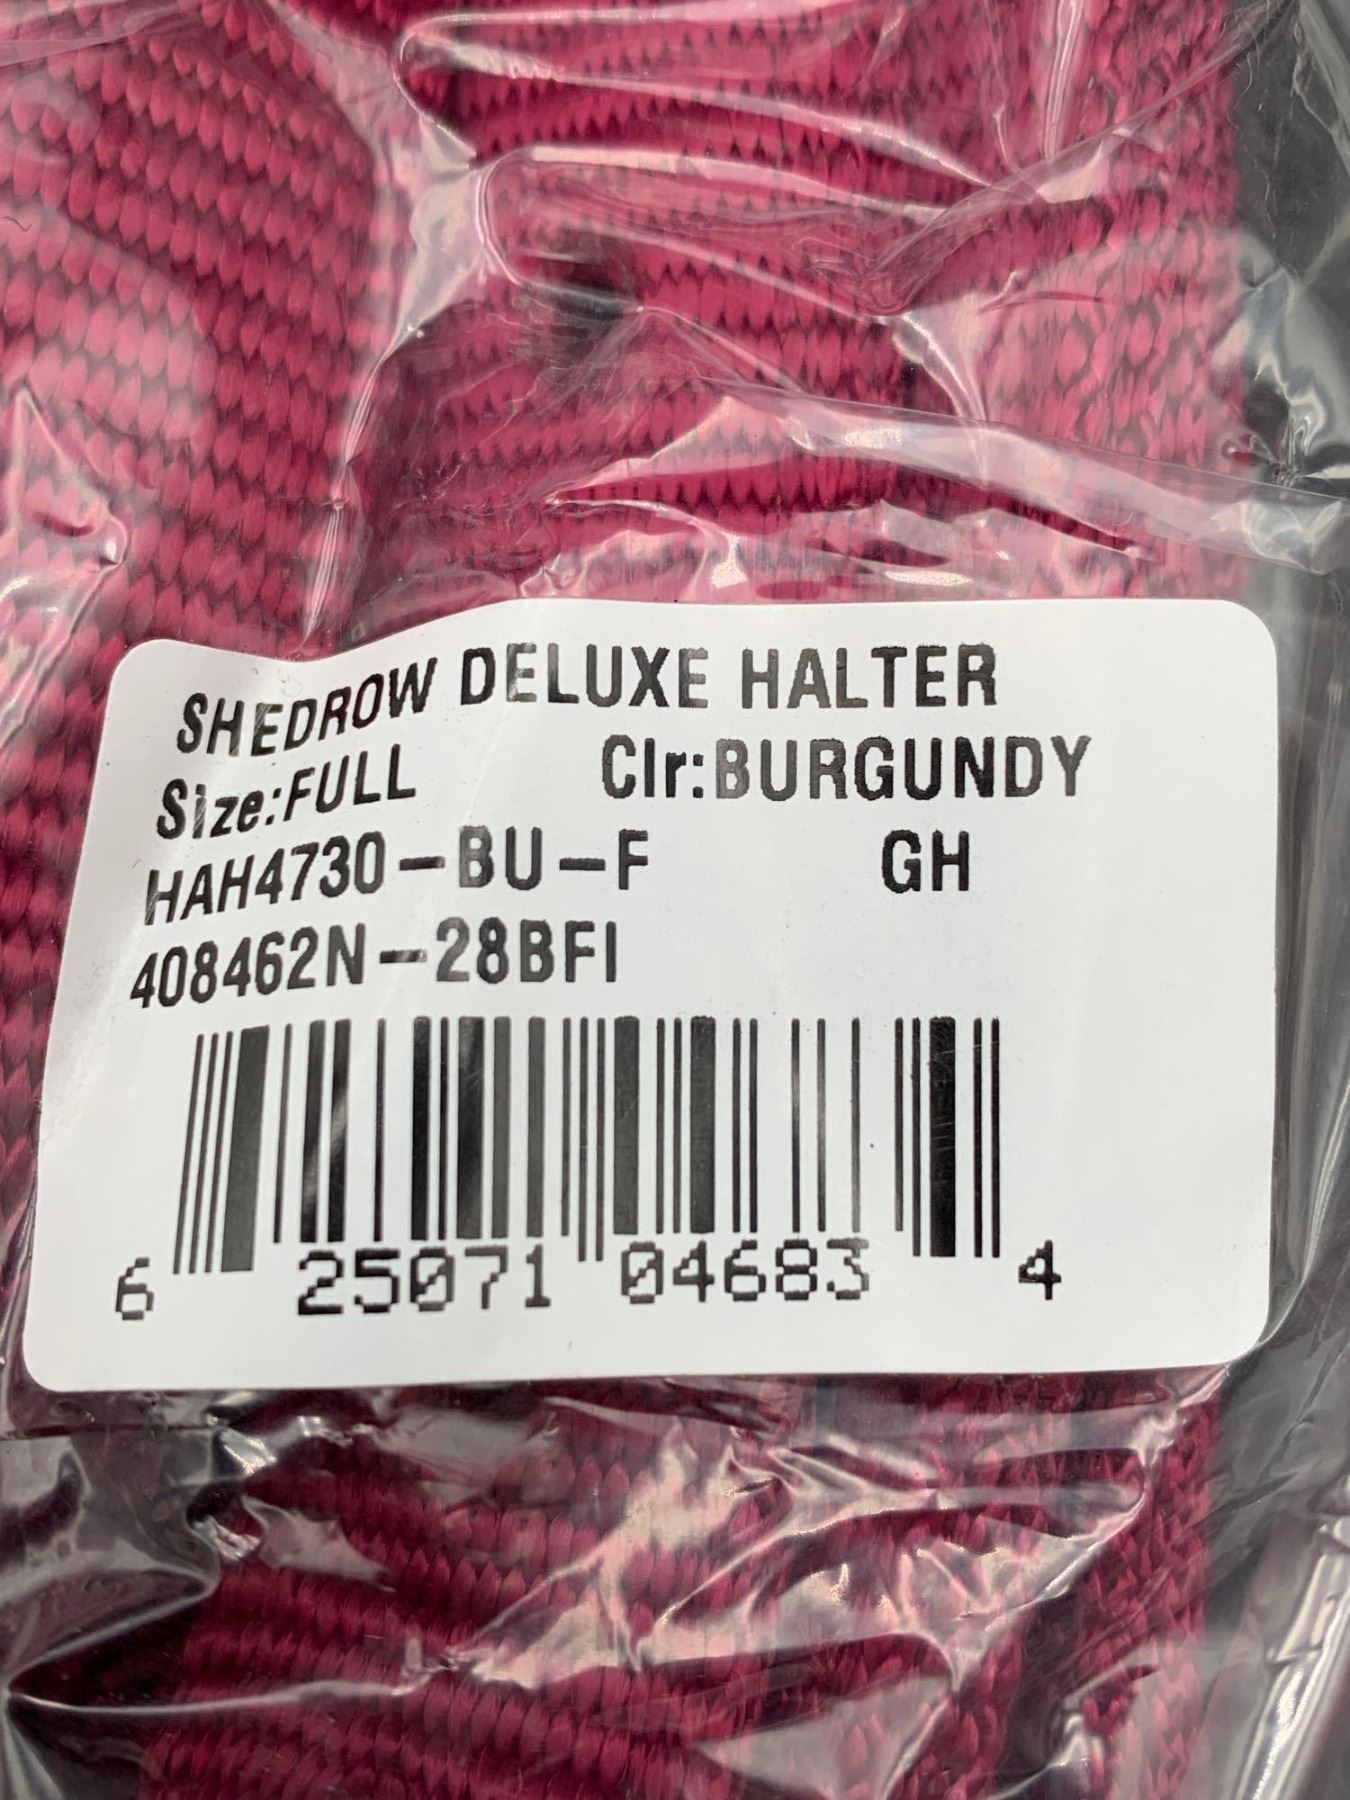 SHEDROW DELUXE HALTER
Size:FULL Clr:BURGUNDY
HAH4730-BU-F GH
408462N-28BFI
6 25071 04683 4